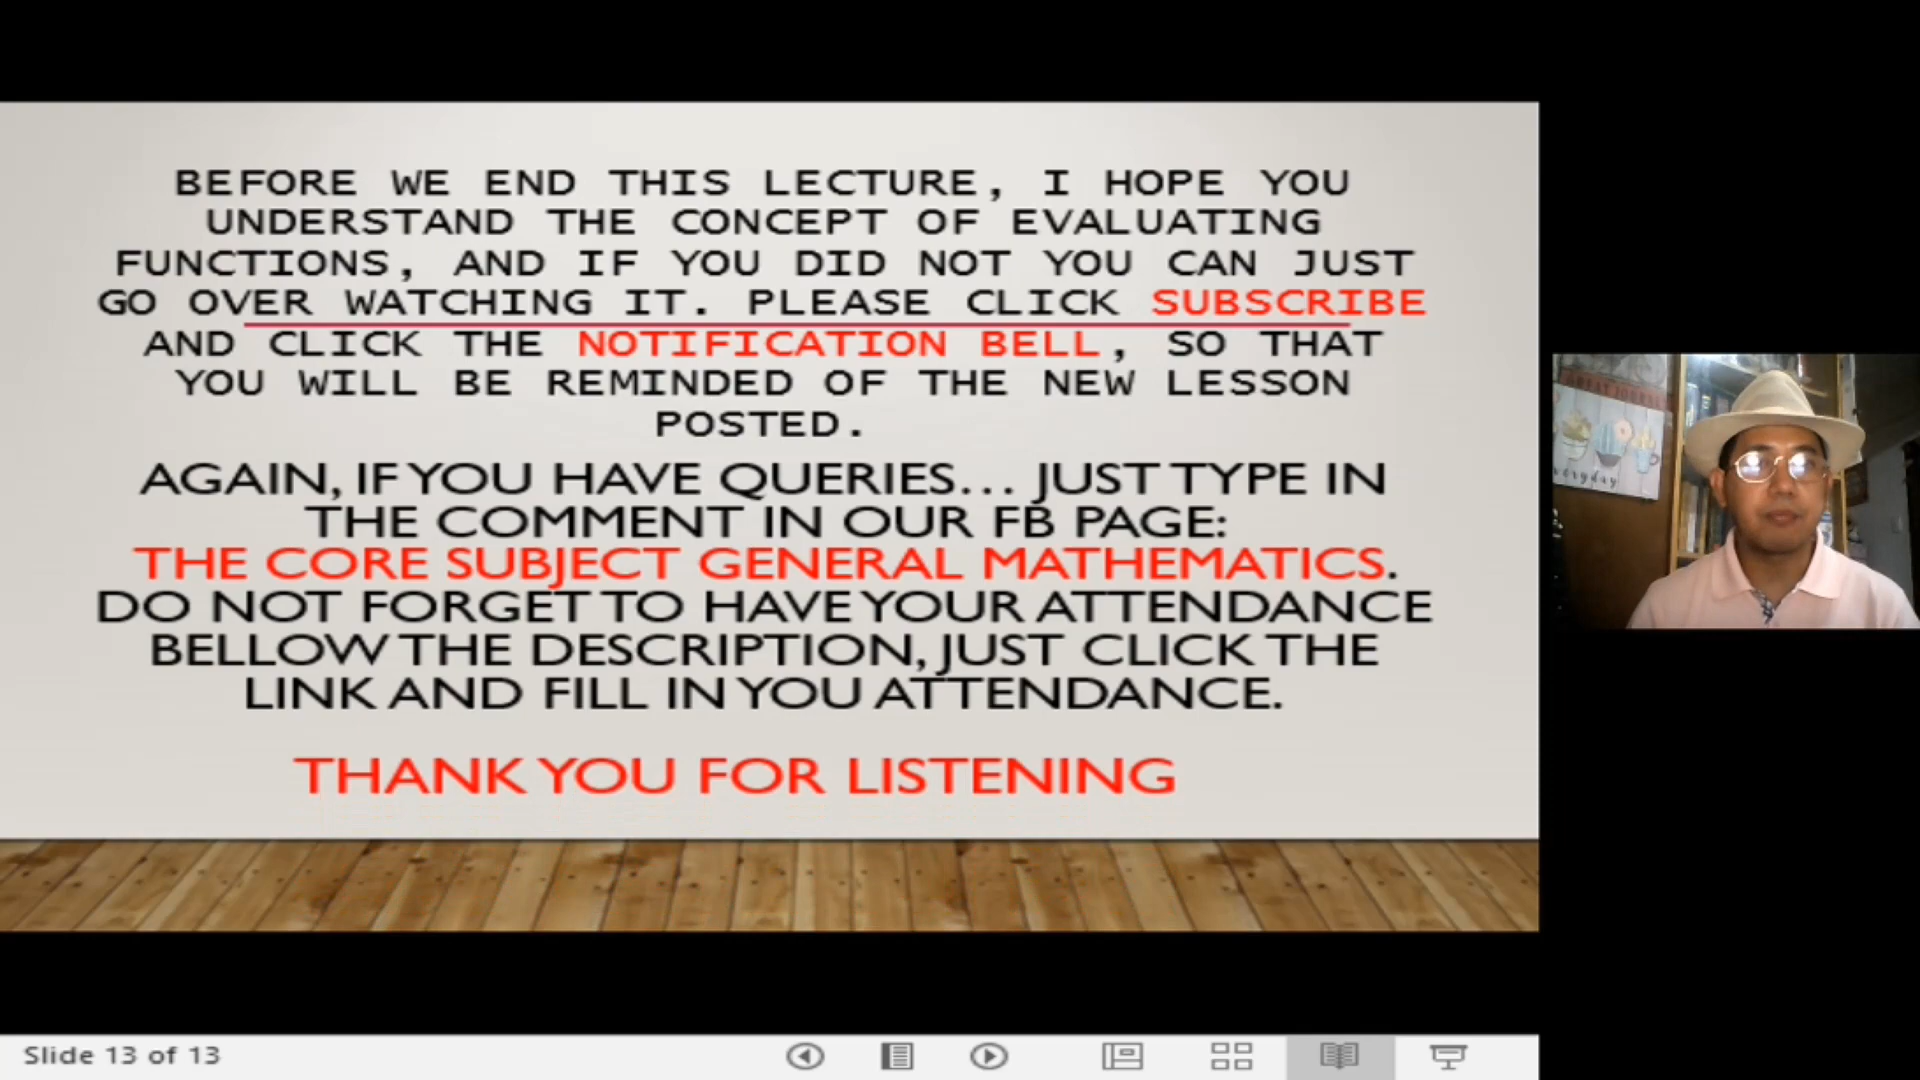 BEFORE WE END THIS LECTURE, I HOPE YOU
UNDERSTAND THE CONCEPT OF EVALUATING
FUNCTIONS, AND IF YOU DID NOT YOU CAN JUST
GO OVER WATCHING IT. PLEASE CLICK SUBSCRIBE
AND CLICK THE NOTIFICATION BELL, SO THAT
YOU WILL BE REMINDED OF THE NEW LESSON
POSTED.
AGAIN, IF YOU HAVE QUERIES... JUST TYPE IN
THE COMMENT IN OUR FB PAGE:
THE CORE SUBJECT GENERAL MATHEMATICS.
DO NOT FORGET TO HAVE YOUR ATTENDANCE
BELLOW THE DESCRIPTION, JUST CLICK THE
LINK AND FILL IN YOU ATTENDANCE.
THANK YOU FOR LISTENING
Slide 13 of 13